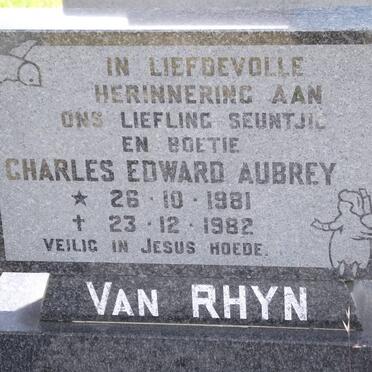 IN LIEFDEVOLLE
HERINNERING AAN
ONS LIEFLING SEUNTJIE
EN BOETIE
CHARLES EDWARD AUBREY
★ 26·10·1981
✝ 23·12·1982
VEILIG IN JESUS HOEDE.
VAN RHYN